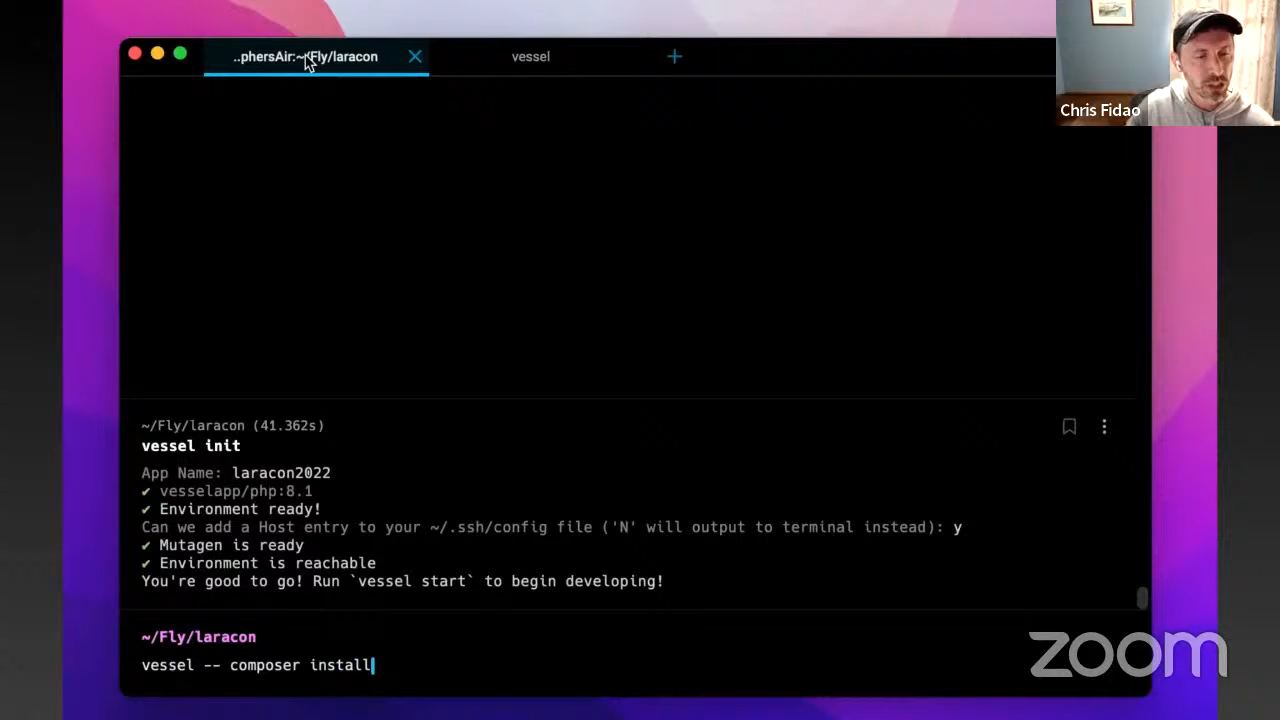 ..phersAir:~/Fly/laracon
vessel
Chris Fidao
~/Fly/laracon (41.362s)
vessel init
App Name: laracon2022
✔ vesselapp/php:8.1
✔ Environment ready!
Can we add a Host entry to your ~/.ssh/config file ('N' will output to terminal instead): y
✔ Mutagen is ready
✔ Environment is reachable
You're good to go! Run `vessel start` to begin developing!
~/Fly/laracon
vessel -- composer install
zoom